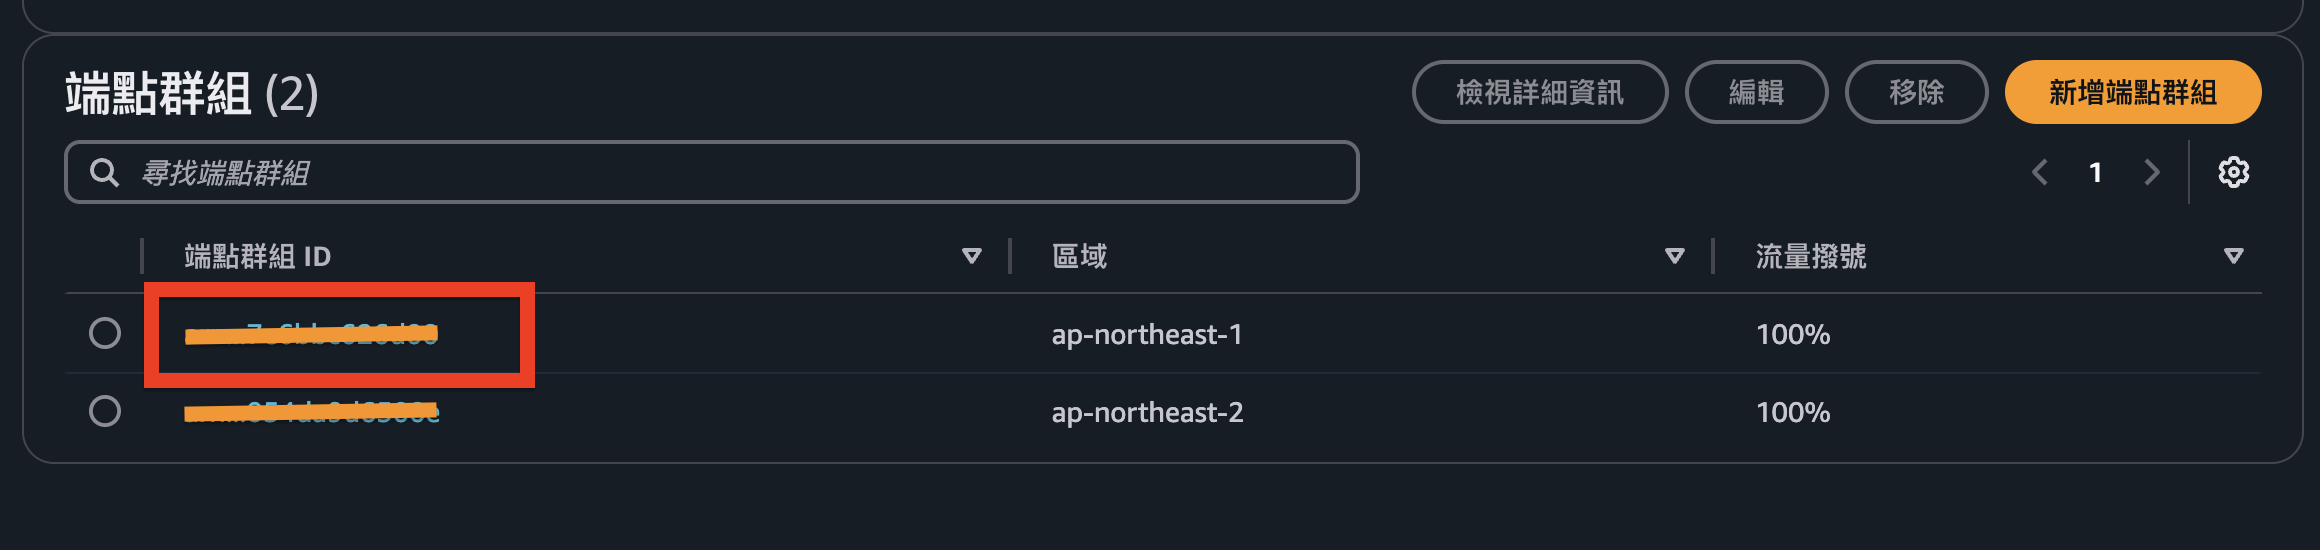 端點群組 (2)
檢視詳細資訊
編輯
移除
新增端點群組
尋找端點群組
1
端點群組 ID
區域
流量撥號
ap-northeast-1
100%
ap-northeast-2
100%